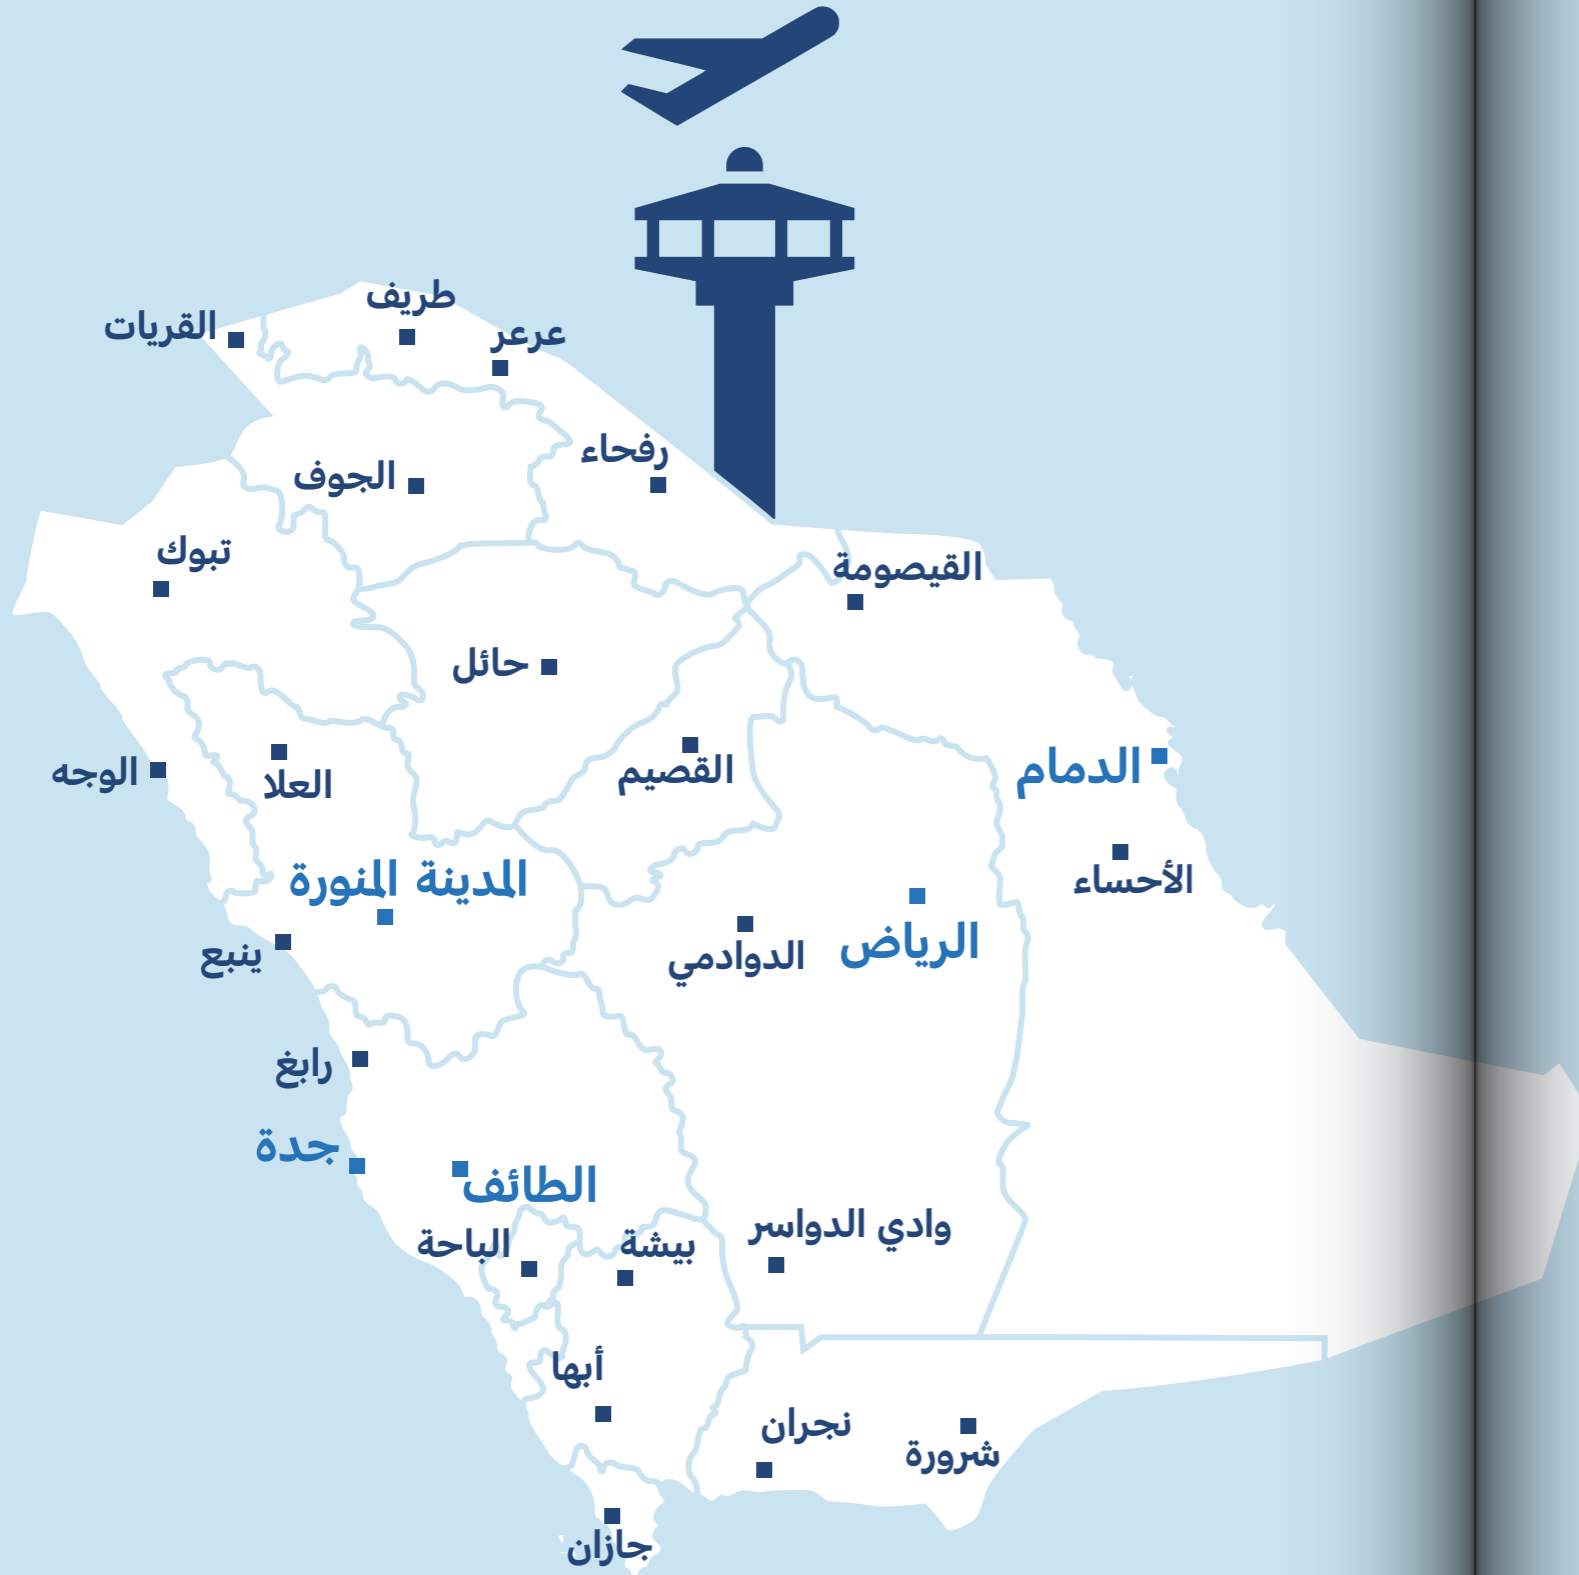 طريف
القريات
عرعر
رفحاء
الجوف
تبوك
القيصومة
حائل
الدمام
القصيم
الوجه
العلا
المدينة المنورة
الأحساء
الرياض
الدوادمي
ينبع
رابغ
جدة
الطائف
وادي الدواسر
بيشة
الباحة
أبها
نجران
شرورة
جازان